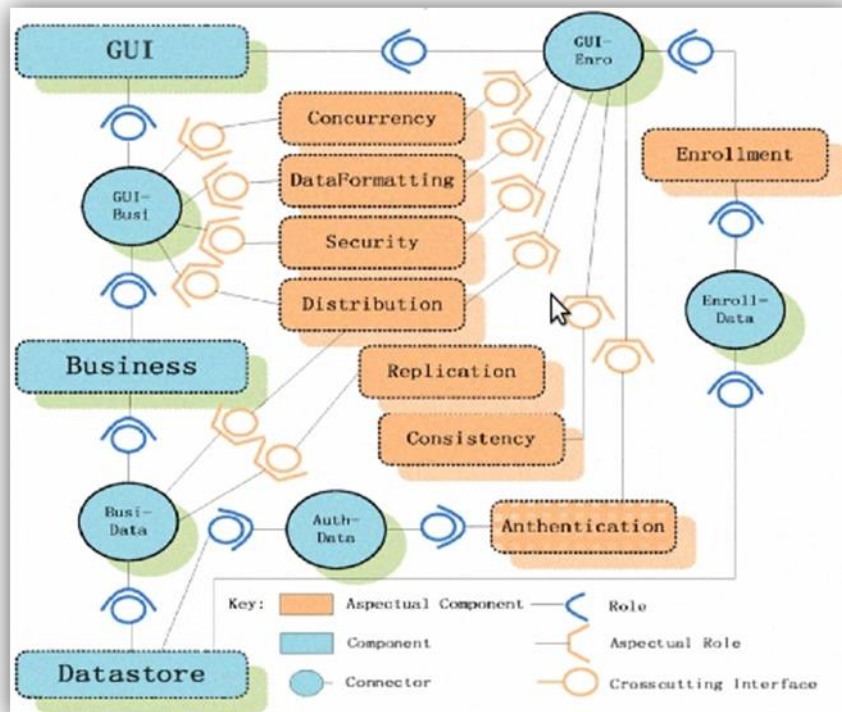 GUI
GUI-
Enro
Concurrency
Enrollment
DataFormatting
GUI-
Busi
Security
Distribution
Enroll-
Data
Business
Replication
Consistency
Busi-
Data
Auth-
Data
Anthentication
Key:
Aspectual Component
Role
Component
Aspectual Role
Datastore
Connector
Crosscutting Interface